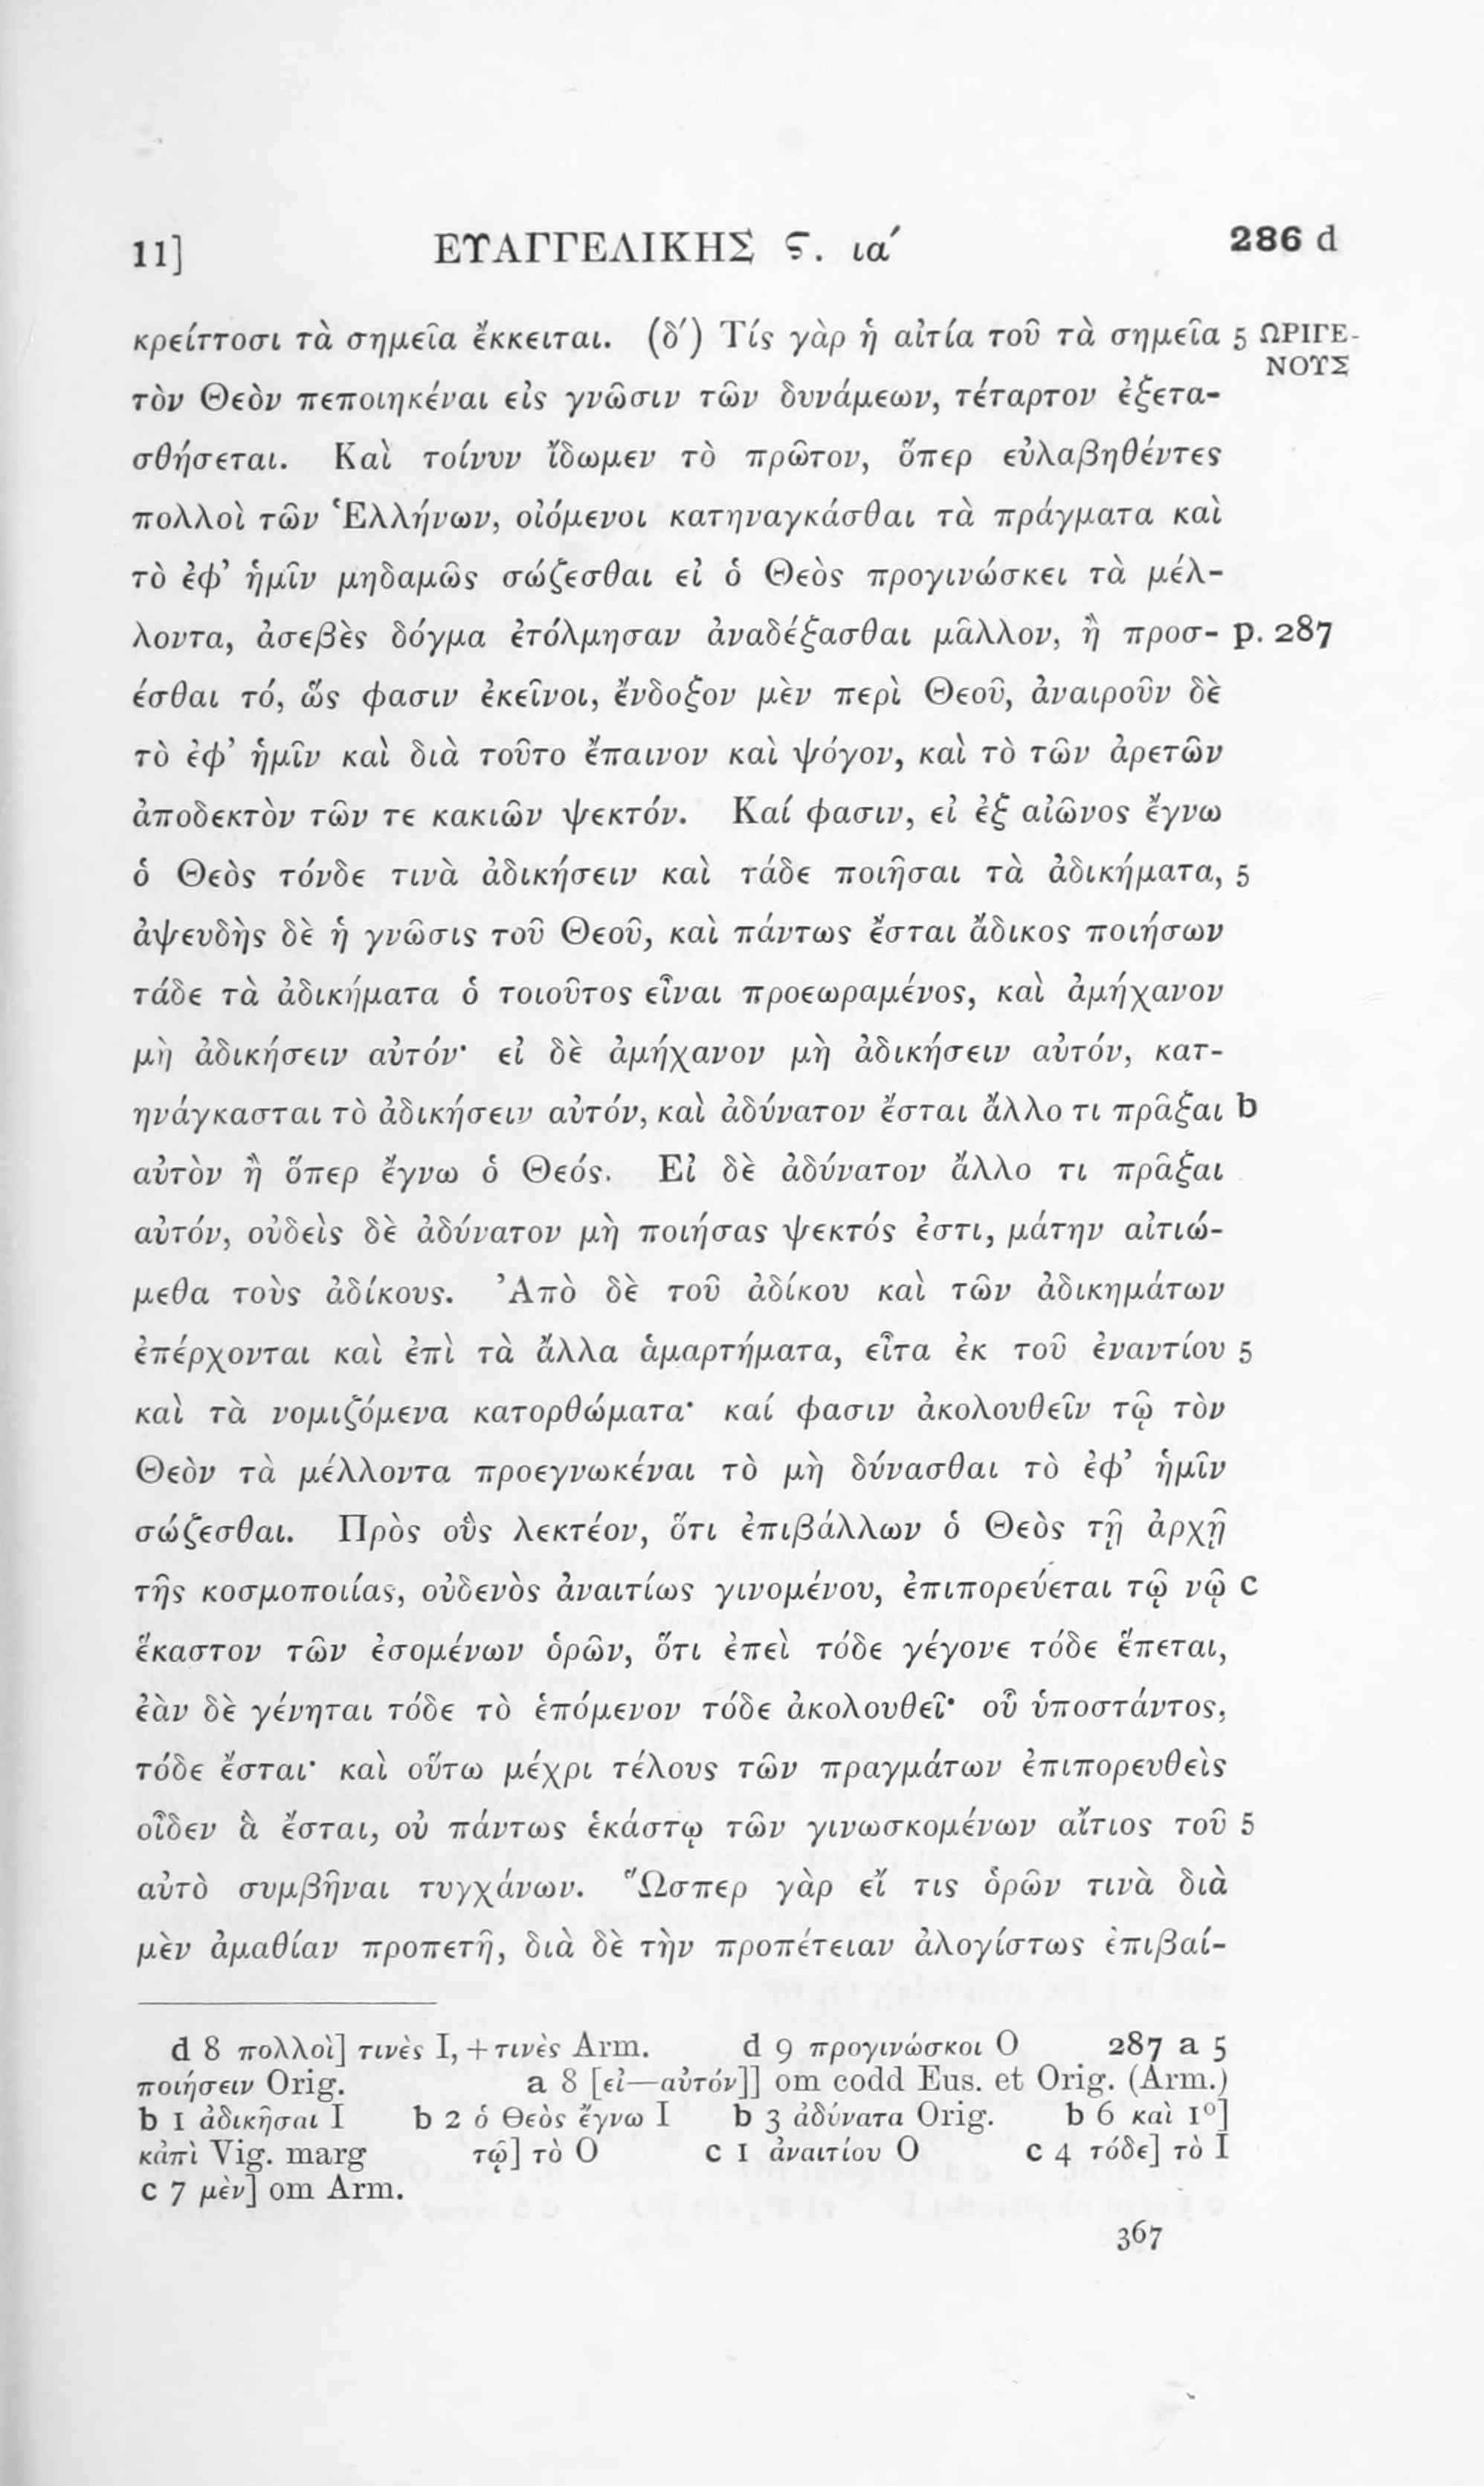 11] ΕΥΑΓΓΕΛΙΚΗΣ ϛ. ια´ 286 d
κρείττοσι τὰ σημεῖα ἔκκειται. (δ´) Τίς γὰρ ἡ αἰτία τοῦ τὰ σημεῖα 5 ΩΡΙΓΕ-
ΝΟΥΣ
τὸν Θεὸν πεποιηκέναι εἰς γνῶσιν τῶν δυνάμεων, τέταρτον ἐξετα-
σθήσεται. Καὶ τοίνυν ἴδωμεν τὸ πρῶτον, ὅπερ εὐλαβηθέντες
πολλοὶ τῶν Ἑλλήνων, οἰόμενοι κατηναγκάσθαι τὰ πράγματα καὶ
τὸ ἐφ’ ἡμῖν μηδαμῶς σώζεσθαι εἰ ὁ Θεὸς προγινώσκει τὰ μέλ-
λοντα, ἀσεβὲς δόγμα ἐτόλμησαν ἀναδέξασθαι μᾶλλον, ἢ προσ- p. 287
έσθαι τό, ὥς φασιν ἐκεῖνοι, ἔνδοξον μὲν περὶ Θεοῦ, ἀναιροῦν δὲ
τὸ ἐφ’ ἡμῖν καὶ διὰ τοῦτο ἔπαινον καὶ ψόγον, καὶ τὸ τῶν ἀρετῶν
ἀποδεκτὸν τῶν τε κακιῶν ψεκτόν. Καί φασιν, εἰ ἐξ αἰῶνος ἔγνω
ὁ Θεὸς τόνδε τινὰ ἀδικήσειν καὶ τάδε ποιῆσαι τὰ ἀδικήματα, 5
ἀψευδὴς δὲ ἡ γνῶσις τοῦ Θεοῦ, καὶ πάντως ἔσται ἄδικος ποιήσων
τάδε τὰ ἀδικήματα ὁ τοιοῦτος εἶναι προεωραμένος, καὶ ἀμήχανον
μὴ ἀδικήσειν αὐτόν· εἰ δὲ ἀμήχανον μὴ ἀδικήσειν αὐτόν, κατ-
ηνάγκασται τὸ ἀδικήσειν αὐτόν, καὶ ἀδύνατον ἔσται ἄλλο τι πρᾶξαι b
αὐτὸν ἢ ὅπερ ἔγνω ὁ Θεός. Εἰ δὲ ἀδύνατον ἄλλο τι πρᾶξαι
αὐτόν, οὐδεὶς δὲ ἀδύνατον μὴ ποιήσας ψεκτός ἐστι, μάτην αἰτιώ-
μεθα τοὺς ἀδίκους. Ἀπὸ δὲ τοῦ ἀδίκου καὶ τῶν ἀδικημάτων
ἐπέρχονται καὶ ἐπὶ τὰ ἄλλα ἁμαρτήματα, εἶτα ἐκ τοῦ ἐναντίου 5
καὶ τὰ νομιζόμενα κατορθώματα· καί φασιν ἀκολουθεῖν τῷ τὸν
Θεὸν τὰ μέλλοντα προεγνωκέναι τὸ μὴ δύνασθαι τὸ ἐφ’ ἡμῖν
σώζεσθαι. Πρὸς οὓς λεκτέον, ὅτι ἐπιβάλλων ὁ Θεὸς τῇ ἀρχῇ
τῆς κοσμοποιίας, οὐδενὸς ἀναιτίως γινομένου, ἐπιπορεύεται τῷ νῷ c
ἕκαστον τῶν ἐσομένων ὁρῶν, ὅτι ἐπεὶ τόδε γέγονε τόδε ἕπεται,
ἐὰν δὲ γένηται τόδε τὸ ἑπόμενον τόδε ἀκολουθεῖ· οὗ ὑποστάντος,
τόδε ἔσται· καὶ οὕτω μέχρι τέλους τῶν πραγμάτων ἐπιπορευθεὶς
οἶδεν ἃ ἔσται, οὐ πάντως ἑκάστῳ τῶν γινωσκομένων αἴτιος τοῦ 5
αὐτὸ συμβῆναι τυγχάνων. Ὥσπερ γὰρ εἴ τις ὁρῶν τινὰ διὰ
μὲν ἀμαθίαν προπετῆ, διὰ δὲ τὴν προπέτειαν ἀλογίστως ἐπιβαί-
d 8 πολλοὶ] τινὲς I, + τινὲς Arm. d 9 προγινώσκοι O 287 a 5
ποιήσειν Orig. a 8 [εἰ—αὐτόν]] om codd Eus. et Orig. (Arm.)
b 1 ἀδικῆσαι I b 2 ὁ Θεὸς ἔγνω I b 3 ἀδύνατα Orig. b 6 καὶ 1º]
κἀπὶ Vig. marg τῷ] τὸ O c 1 ἀναιτίου O c 4 τόδε] τὸ I
c 7 μὲν] om Arm.
367